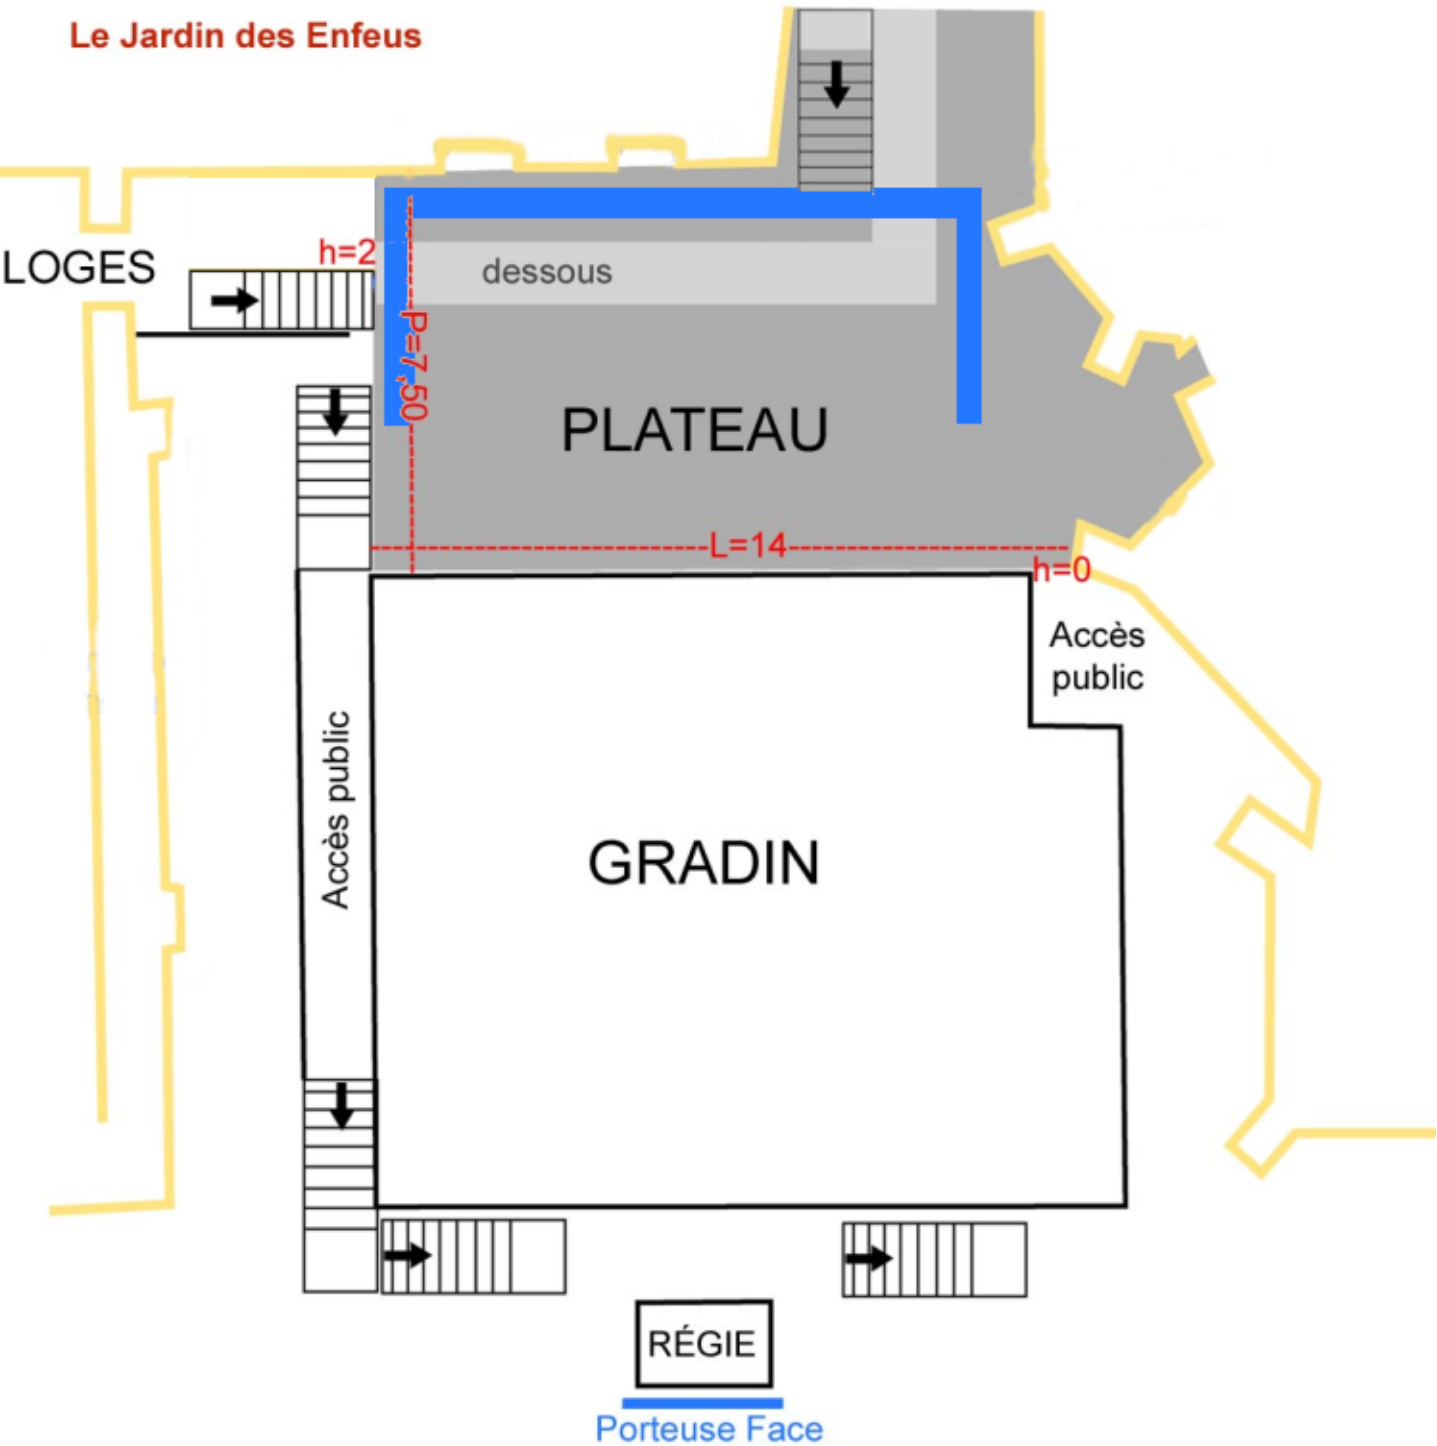 Le Jardin des Enfeus
LOGES
h=2
dessous
P=7,50
PLATEAU
L=14
h=0
Accès
public
Accès public
GRADIN
RÉGIE
Porteuse Face